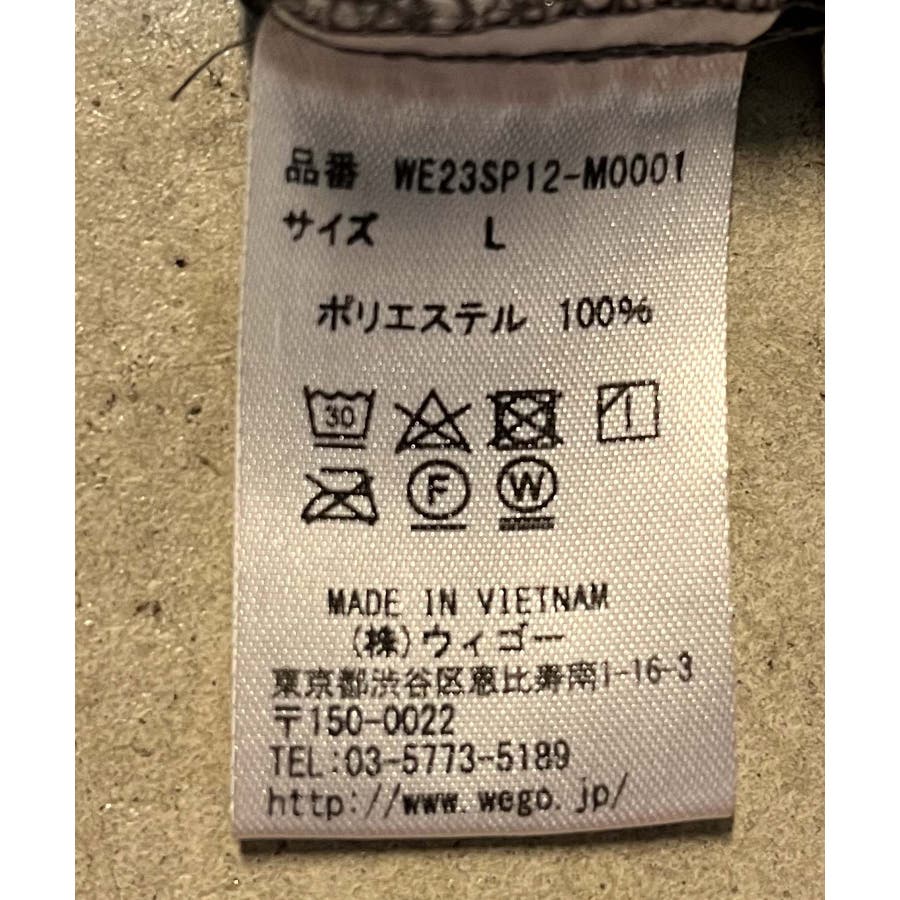 品番 WE23SP12-M0001
サイズ L
ポリエステル 100%
30
F W
MADE IN VIETNAM
(株)ウィゴー
東京都渋谷区恵比寿南1-16-3
〒150-0022
TEL:03-5773-5189
http://www.wego.jp/